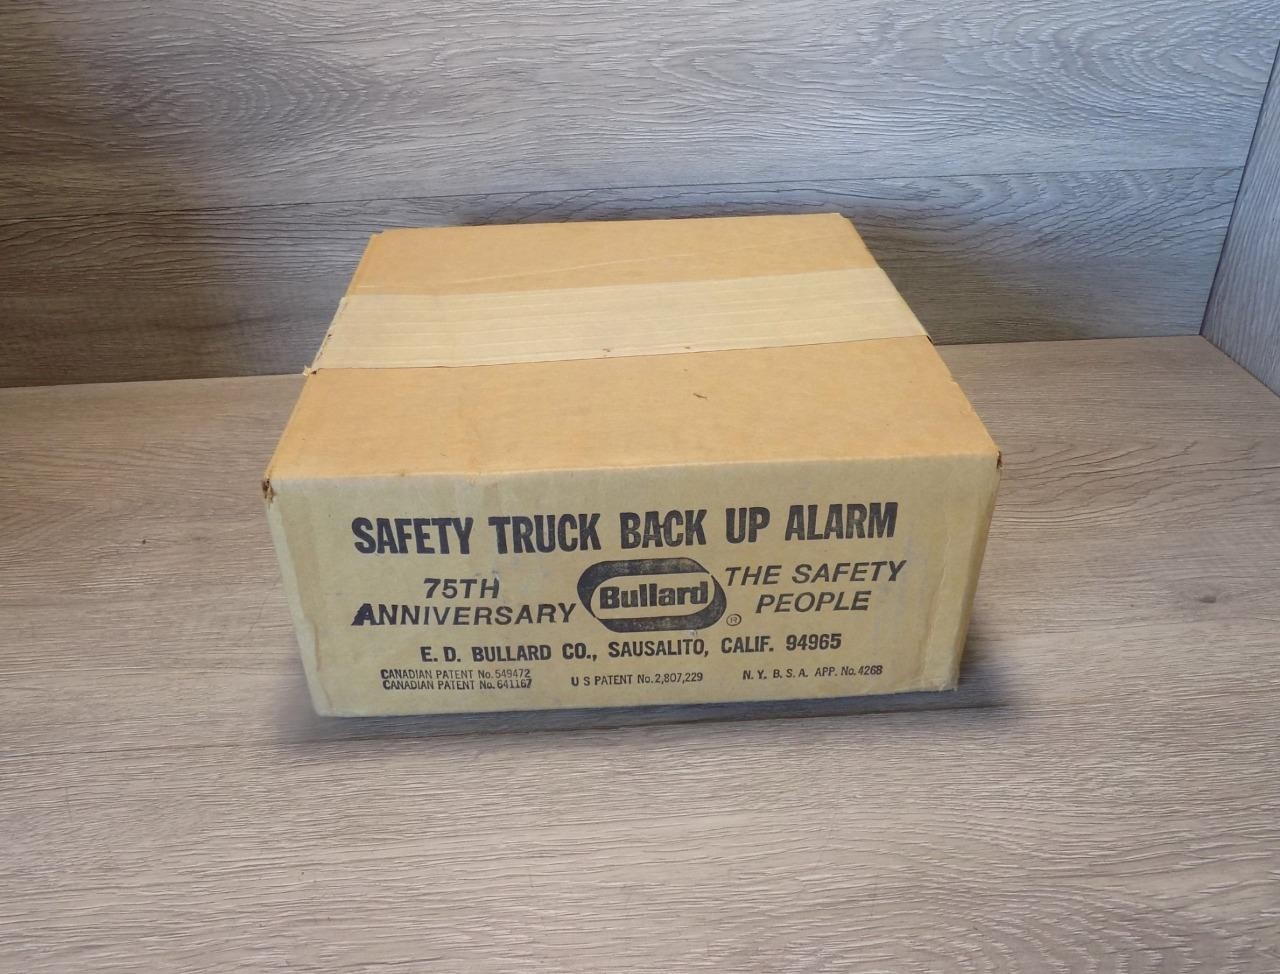 SAFETY TRUCK BACK UP ALARM
75TH
ANNIVERSARY
Bullard
®
THE SAFETY
PEOPLE
E. D. BULLARD CO., SAUSALITO, CALIF. 94965
CANADIAN PATENT No. 549472
CANADIAN PATENT No. 641167
U S PATENT No. 2,807,229
N. Y. B. S. A. APP. No. 4268